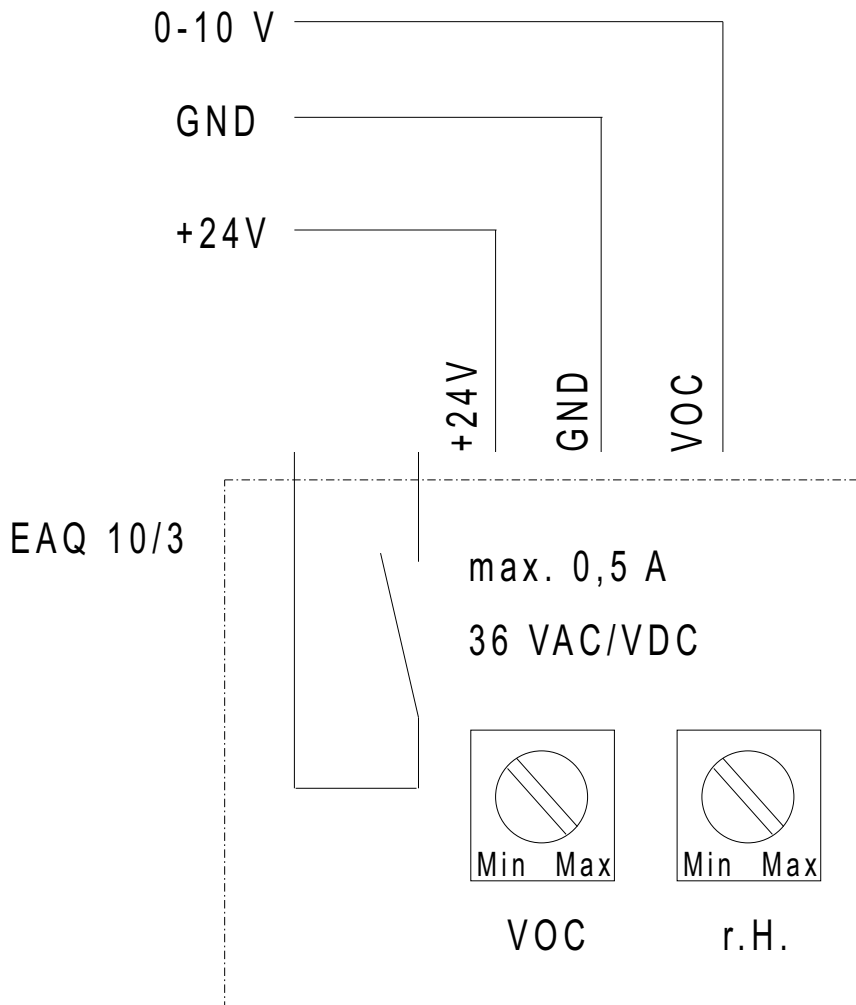 0-10 V
GND
+24V
+24V
GND
VOC
EAQ 10/3
max. 0,5 A
36 VAC/VDC
Min Max
Min Max
VOC
r.H.